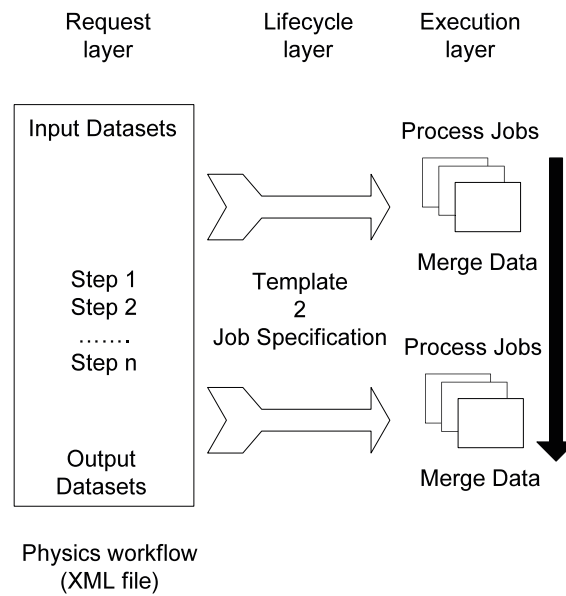 Request
layer
Lifecycle
layer
Execution
layer
Input Datasets
Step 1
Step 2
.......
Step n
Output
Datasets
Physics workflow
(XML file)
Template
2
Job Specification
Process Jobs
Merge Data
Process Jobs
Merge Data